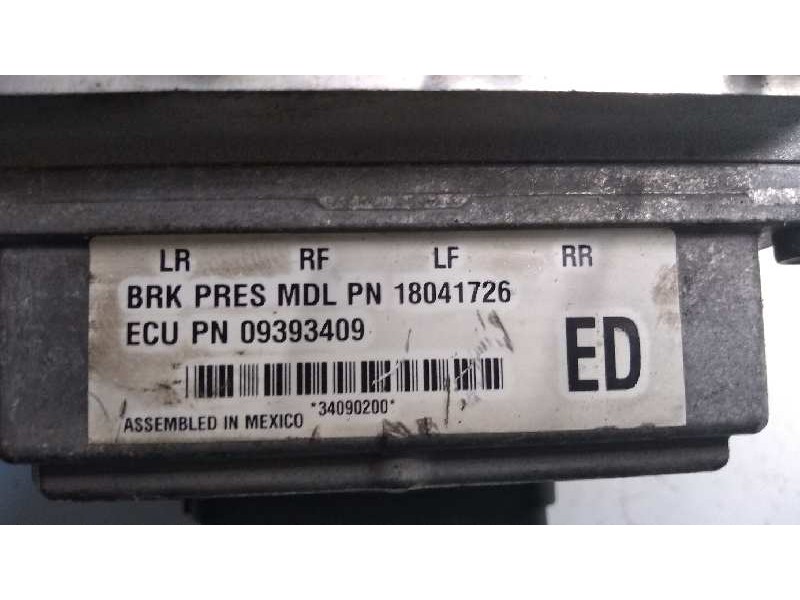 LR RF LF RR
BRK PRES MDL PN 18041726
ECU PN 09393409
ED
*34090200*
ASSEMBLED IN MEXICO